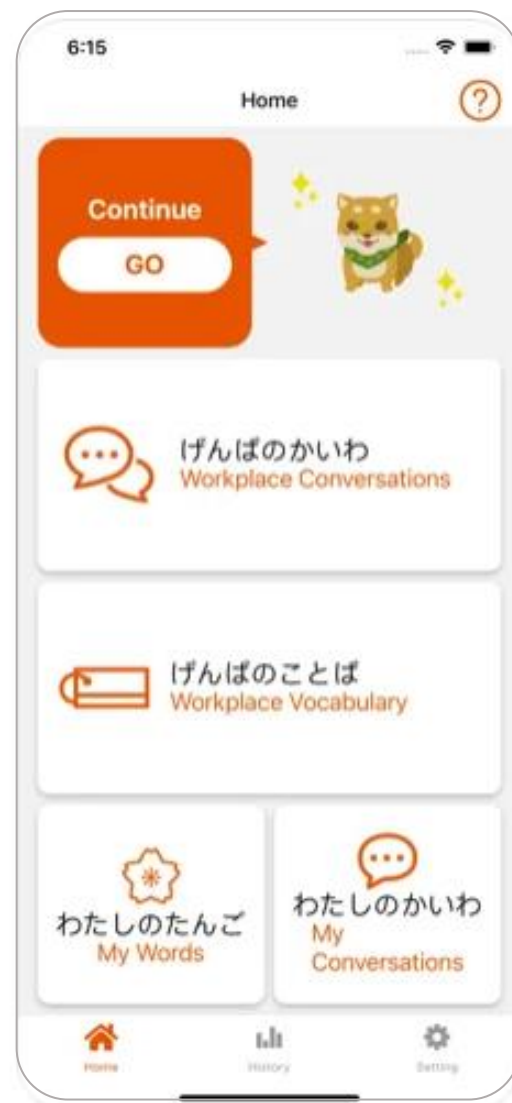 6:15
Home
?
Continue
GO
げんばのかいわ
Workplace Conversations
げんばのことば
Workplace Vocabulary
わたしのたんご
My Words
わたしのかいわ
My
Conversations
Home
History
Setting